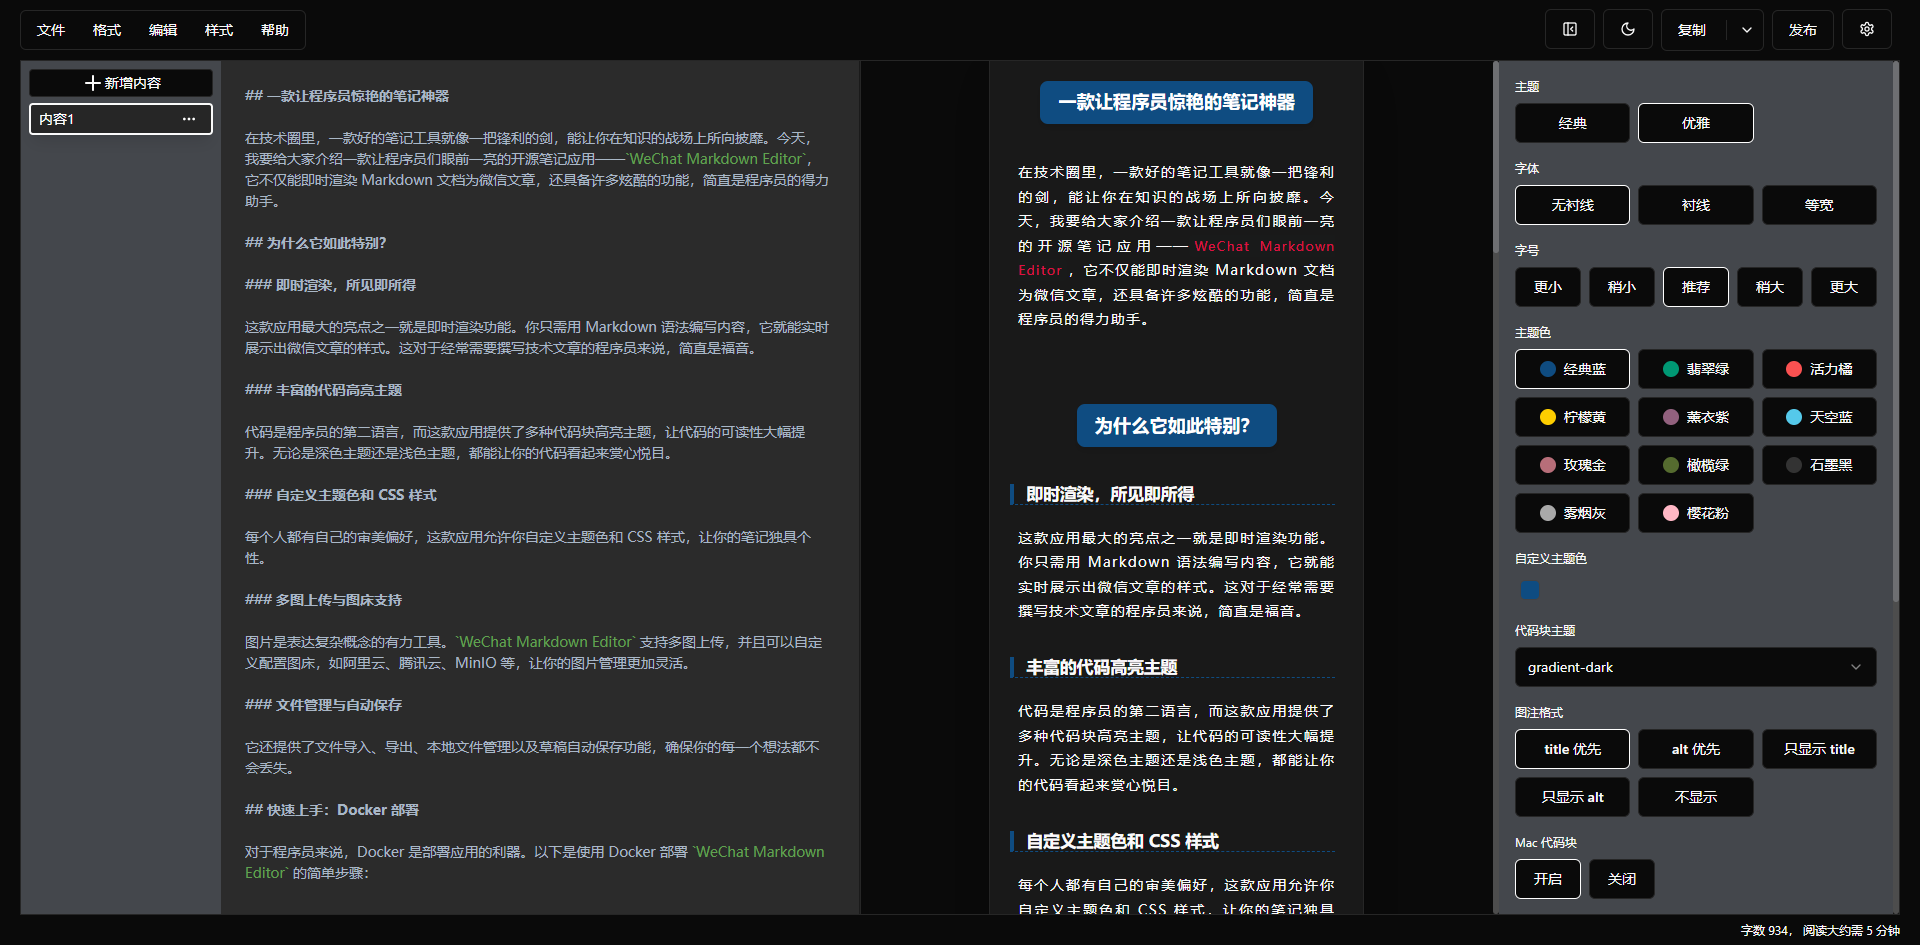 文件 格式 编辑 样式 帮助
复制 发布
新增内容
内容1
## 一款让程序员惊艳的笔记神器
在技术圈里，一款好的笔记工具就像一把锋利的剑，能让你在知识的战场上所向披靡。今天，
我要给大家介绍一款让程序员们眼前一亮的开源笔记应用——`WeChat Markdown Editor`，
它不仅能即时渲染 Markdown 文档为微信文章，还具备许多炫酷的功能，简直是程序员的得力
助手。
## 为什么它如此特别？
### 即时渲染，所见即所得
这款应用最大的亮点之一就是即时渲染功能。你只需用 Markdown 语法编写内容，它就能实时
展示出微信文章的样式。这对于经常需要撰写技术文章的程序员来说，简直是福音。
### 丰富的代码高亮主题
代码是程序员的第二语言，而这款应用提供了多种代码块高亮主题，让代码的可读性大幅提
升。无论是深色主题还是浅色主题，都能让你的代码看起来赏心悦目。
### 自定义主题色和 CSS 样式
每个人都有自己的审美偏好，这款应用允许你自定义主题色和 CSS 样式，让你的笔记独具个
性。
### 多图上传与图床支持
图片是表达复杂概念的有力工具。`WeChat Markdown Editor` 支持多图上传，并且可以自定
义配置图床，如阿里云、腾讯云、MinIO 等，让你的图片管理更加灵活。
### 文件管理与自动保存
它还提供了文件导入、导出、本地文件管理以及草稿自动保存功能，确保你的每一个想法都不
会丢失。
## 快速上手：Docker 部署
对于程序员来说，Docker 是部署应用的利器。以下是使用 Docker 部署 `WeChat Markdown
Editor` 的简单步骤：
一款让程序员惊艳的笔记神器
在技术圈里，一款好的笔记工具就像一把锋利
的剑，能让你在知识的战场上所向披靡。今
天，我要给大家介绍一款让程序员们眼前一亮
的开源笔记应用——WeChat Markdown
Editor，它不仅能即时渲染 Markdown 文档
为微信文章，还具备许多炫酷的功能，简直是
程序员的得力助手。
为什么它如此特别？
即时渲染，所见即所得
这款应用最大的亮点之一就是即时渲染功能。
你只需用 Markdown 语法编写内容，它就能
实时展示出微信文章的样式。这对于经常需要
撰写技术文章的程序员来说，简直是福音。
丰富的代码高亮主题
代码是程序员的第二语言，而这款应用提供了
多种代码块高亮主题，让代码的可读性大幅提
升。无论是深色主题还是浅色主题，都能让你
的代码看起来赏心悦目。
自定义主题色和 CSS 样式
每个人都有自己的审美偏好，这款应用允许你
自定义主题色和 CSS 样式，让你的笔记独具
主题
经典 优雅
字体
无衬线 衬线 等宽
字号
更小 稍小 推荐 稍大 更大
主题色
经典蓝 翡翠绿 活力橘
柠檬黄 薰衣紫 天空蓝
玫瑰金 橄榄绿 石墨黑
雾烟灰 樱花粉
自定义主题色
代码块主题
gradient-dark
图注格式
title 优先 alt 优先 只显示 title
只显示 alt 不显示
Mac 代码块
开启 关闭
字数 934， 阅读大约需 5 分钟